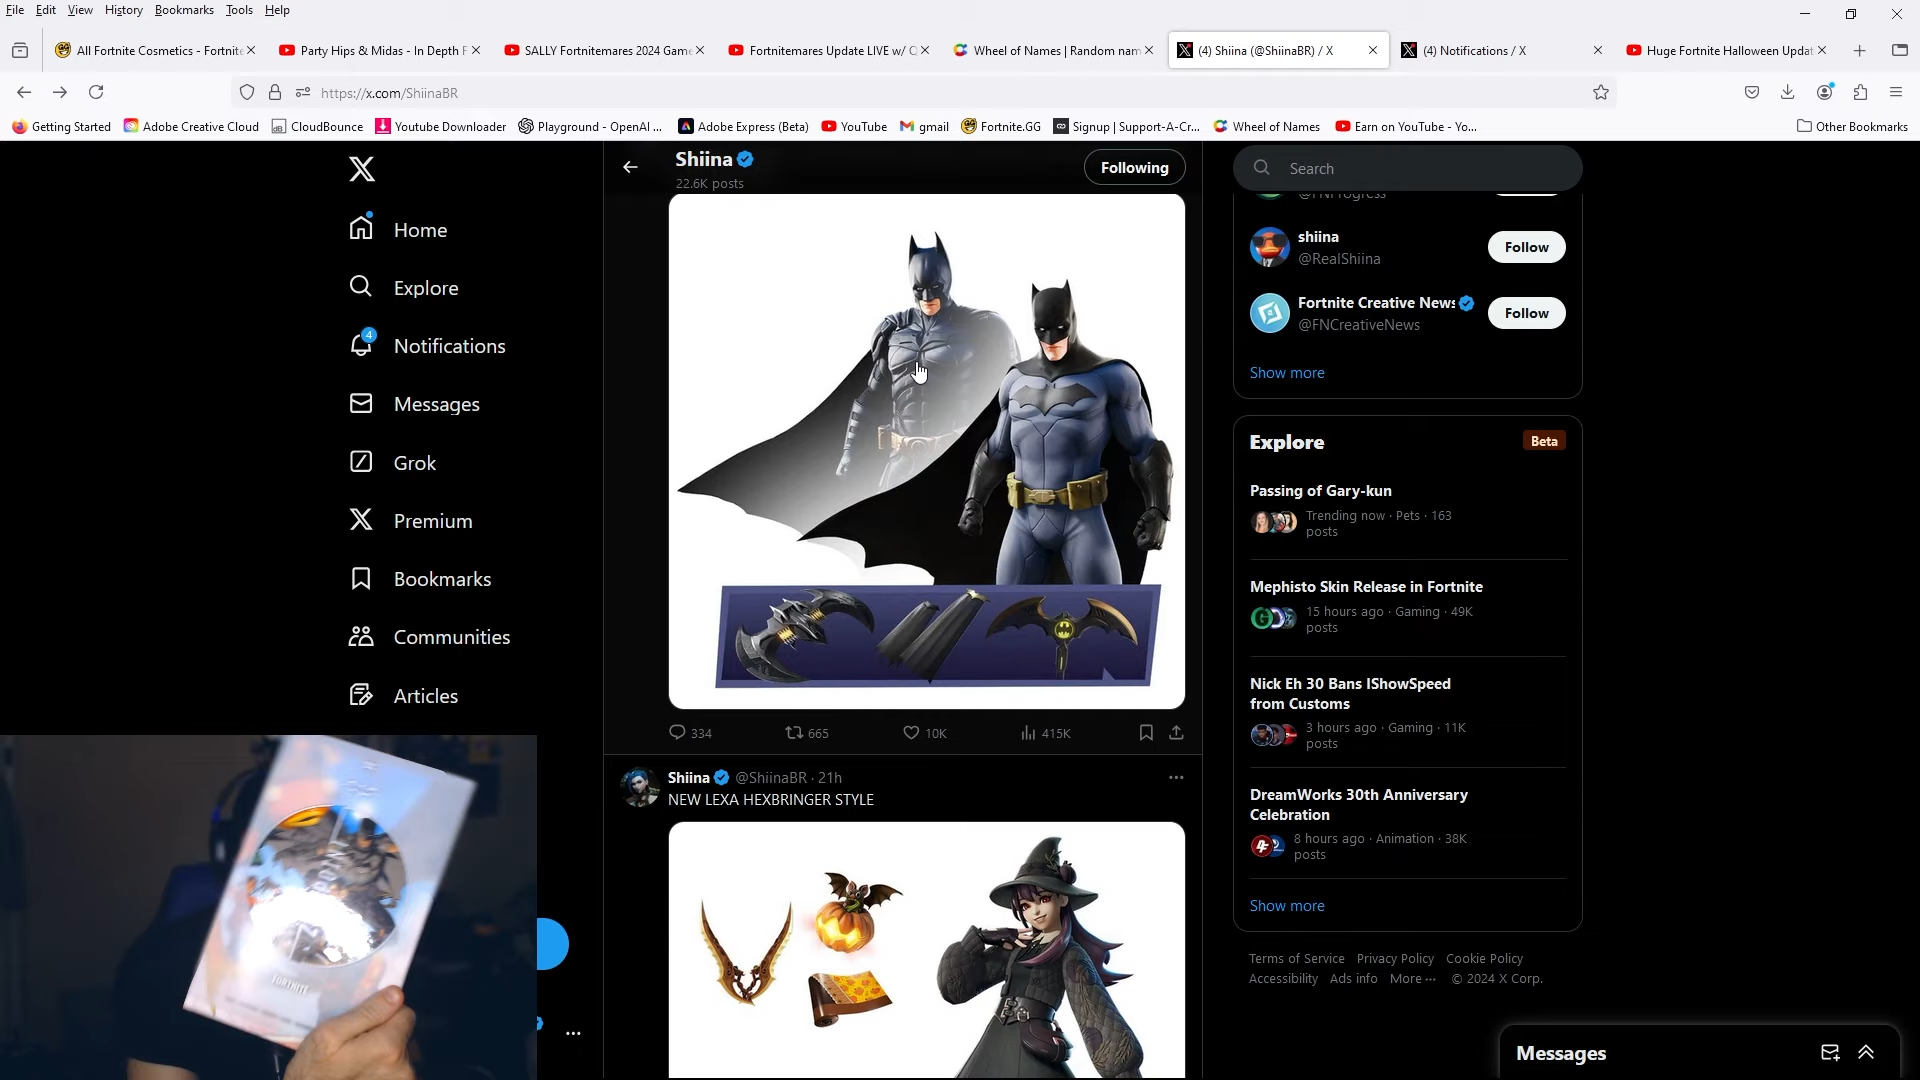 File Edit View History Bookmarks Tools Help
All Fortnite Cosmetics - Fortnite
Party Hips & Midas - In Depth F
SALLY Fortnitemares 2024 Game
Fortnitemares Update LIVE w/ Q
Wheel of Names | Random nam
(4) Shiina (@ShiinaBR) / X
(4) Notifications / X
Huge Fortnite Halloween Updat
https://x.com/ShiinaBR
Getting Started
Adobe Creative Cloud
CloudBounce
Youtube Downloader
Playground - OpenAI ...
Adobe Express (Beta)
YouTube
gmail
Fortnite.GG
Signup | Support-A-Cr...
Wheel of Names
Earn on YouTube - Yo...
Other Bookmarks
Home
Explore
4
Notifications
Messages
Grok
Premium
Bookmarks
Communities
Articles
Shiina
22.6K posts
Following
334
665
10K
415K
Shiina @ShiinaBR · 21h
NEW LEXA HEXBRINGER STYLE
FORTNITE
Search
@FNProgress
shiina
@RealShiina
Follow
Fortnite Creative News
@FNCreativeNews
Follow
Show more
Explore
Beta
Passing of Gary-kun
Trending now · Pets · 163
posts
Mephisto Skin Release in Fortnite
15 hours ago · Gaming · 49K
posts
Nick Eh 30 Bans IShowSpeed
from Customs
3 hours ago · Gaming · 11K
posts
DreamWorks 30th Anniversary
Celebration
8 hours ago · Animation · 38K
posts
Show more
Terms of Service Privacy Policy Cookie Policy
Accessibility Ads info More ··· © 2024 X Corp.
Messages